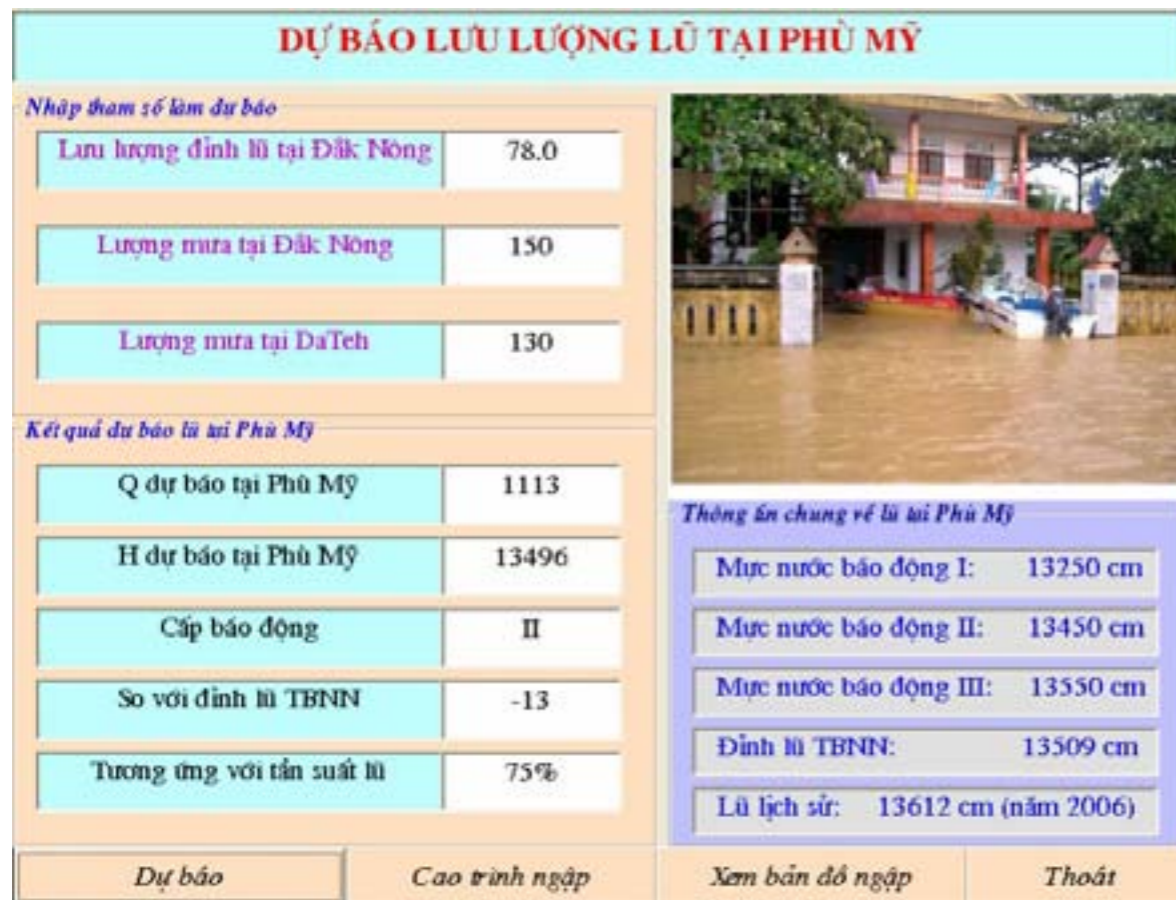 DỰ BÁO LƯU LƯỢNG LŨ TẠI PHÙ MỸ
Nhập tham số làm dự báo
Lưu lượng đỉnh lũ tại Đăk Nông 78.0
Lượng mưa tại Đăk Nông 150
Lượng mưa tại DaTeh 130
Kết quả dự báo lũ tại Phù Mỹ
Q dự báo tại Phù Mỹ 1113
H dự báo tại Phù Mỹ 13496
Cấp báo động II
So với đỉnh lũ TBNN -13
Tương ứng với tần suất lũ 75%
Thông tin chung về lũ tại Phù Mỹ
Mực nước báo động I: 13250 cm
Mực nước báo động II: 13450 cm
Mực nước báo động III: 13550 cm
Đỉnh lũ TBNN: 13509 cm
Lũ lịch sử: 13612 cm (năm 2006)
Dự báo Cao trình ngập Xem bản đồ ngập Thoát